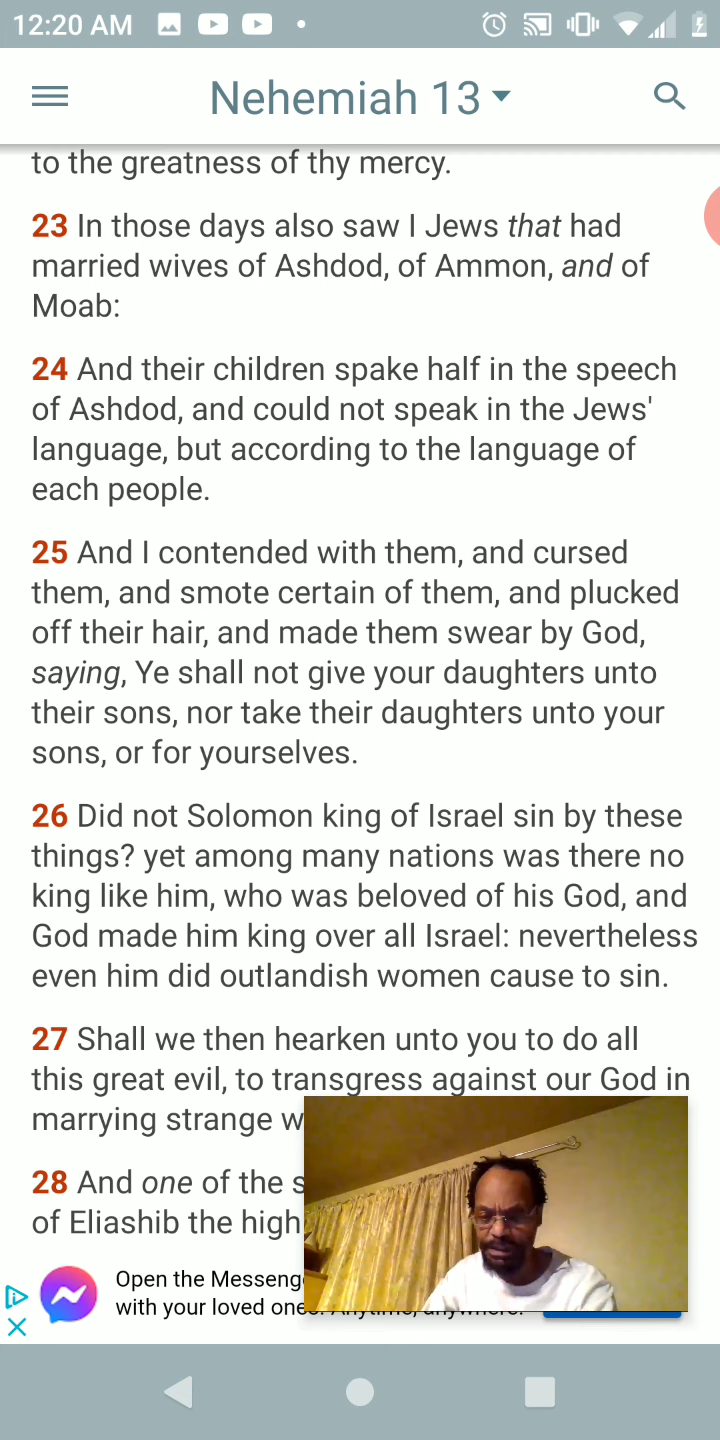 12:20 AM
Nehemiah 13
to the greatness of thy mercy.
23 In those days also saw I Jews that had
married wives of Ashdod, of Ammon, and of
Moab:
24 And their children spake half in the speech
of Ashdod, and could not speak in the Jews'
language, but according to the language of
each people.
25 And I contended with them, and cursed
them, and smote certain of them, and plucked
off their hair, and made them swear by God,
saying, Ye shall not give your daughters unto
their sons, nor take their daughters unto your
sons, or for yourselves.
26 Did not Solomon king of Israel sin by these
things? yet among many nations was there no
king like him, who was beloved of his God, and
God made him king over all Israel: nevertheless
even him did outlandish women cause to sin.
27 Shall we then hearken unto you to do all
this great evil, to transgress against our God in
marrying strange
28 And one of the
of Eliashib the high
Open the
with your loved Anytime, anywhere.